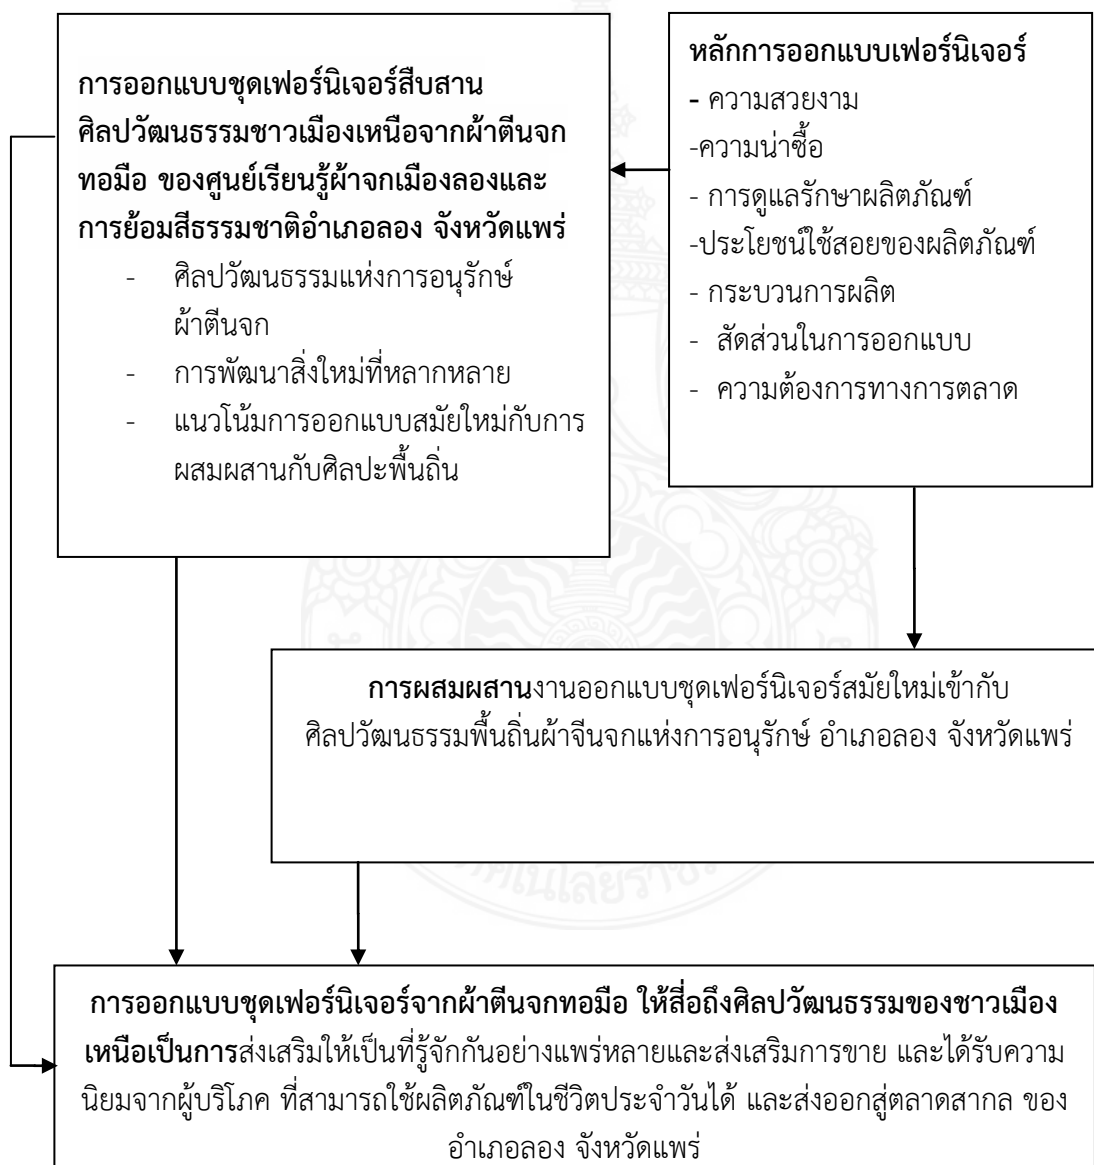 การออกแบบชุดเฟอร์นิเจอร์สืบสาน
ศิลปวัฒนธรรมชาวเมืองเหนือจากผ้าตีนจก
ทอมือ ของศูนย์เรียนรู้ผ้าจกเมืองลองและ
การย้อมสีธรรมชาติอำเภอลอง จังหวัดแพร่
- ศิลปวัฒนธรรมแห่งการอนุรักษ์
ผ้าตีนจก
- การพัฒนาสิ่งใหม่ที่หลากหลาย
- แนวโน้มการออกแบบสมัยใหม่กับการ
ผสมผสานกับศิลปะพื้นถิ่น
หลักการออกแบบเฟอร์นิเจอร์
- ความสวยงาม
-ความน่าซื้อ
- การดูแลรักษาผลิตภัณฑ์
-ประโยชน์ใช้สอยของผลิตภัณฑ์
- กระบวนการผลิต
- สัดส่วนในการออกแบบ
- ความต้องการทางการตลาด
การผสมผสานงานออกแบบชุดเฟอร์นิเจอร์สมัยใหม่เข้ากับ
ศิลปวัฒนธรรมพื้นถิ่นผ้าจีนจกแห่งการอนุรักษ์ อำเภอลอง จังหวัดแพร่
การออกแบบชุดเฟอร์นิเจอร์จากผ้าตีนจกทอมือ ให้สื่อถึงศิลปวัฒนธรรมของชาวเมือง
เหนือเป็นการส่งเสริมให้เป็นที่รู้จักกันอย่างแพร่หลายและส่งเสริมการขาย และได้รับความ
นิยมจากผู้บริโภค ที่สามารถใช้ผลิตภัณฑ์ในชีวิตประจำวันได้ และส่งออกสู่ตลาดสากล ของ
อำเภอลอง จังหวัดแพร่